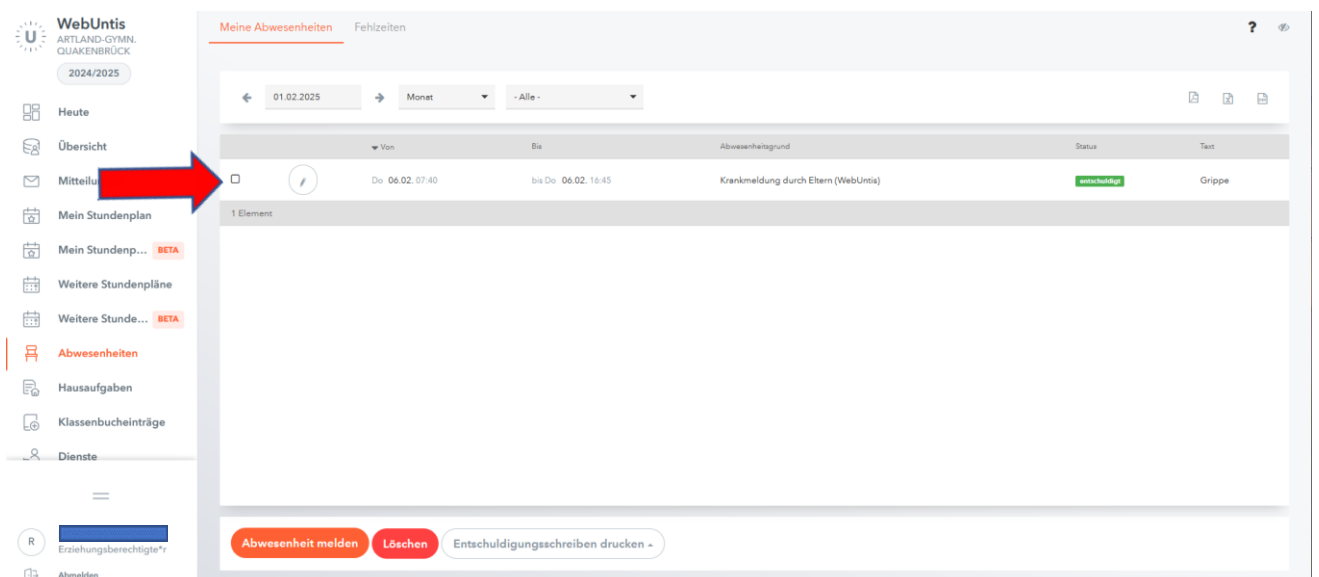 WebUntis
ARTLAND-GYMN.
QUAKENBRÜCK
2024/2025
Heute
Übersicht
Mein Stundenplan
Mein Stundenp... BETA
Weitere Stundenpläne
Weitere Stunde... BETA
Abwesenheiten
Hausaufgaben
Klassenbucheinträge
Dienste
R
Erziehungsberechtigte*r
Abmelden
Meine Abwesenheiten Fehlzeiten ?
01.02.2025 Monat - Alle -
Von Bis Abwesenheitsgrund Status Text
Do 06.02. 07:40 bis Do 06.02. 16:45 Krankmeldung durch Eltern (WebUntis) entschuldigt Grippe
1 Element
Abwesenheit melden Löschen Entschuldigungsschreiben drucken